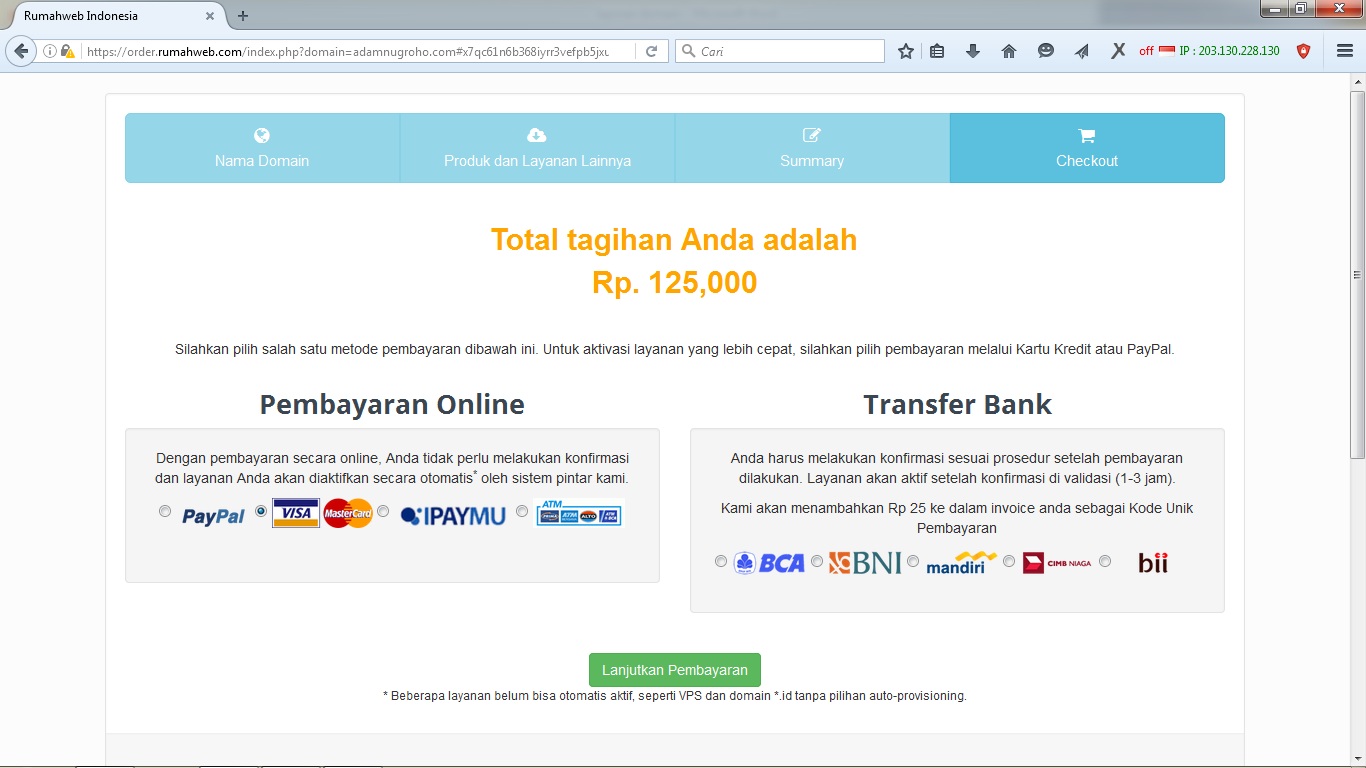 Rumahweb Indonesia
https://order.rumahweb.com/index.php?domain=adamnugroho.com#x7qc61n6b368iyrr3vefpb5jxu
Cari
off IP : 203.130.228.130
Nama Domain
Produk dan Layanan Lainnya
Summary
Checkout
Total tagihan Anda adalah
Rp. 125,000
Silahkan pilih salah satu metode pembayaran dibawah ini. Untuk aktivasi layanan yang lebih cepat, silahkan pilih pembayaran melalui Kartu Kredit atau PayPal.
Pembayaran Online
Dengan pembayaran secara online, Anda tidak perlu melakukan konfirmasi
dan layanan Anda akan diaktifkan secara otomatis* oleh sistem pintar kami.
PayPal VISA MasterCard IPAYMU ATM
Transfer Bank
Anda harus melakukan konfirmasi sesuai prosedur setelah pembayaran
dilakukan. Layanan akan aktif setelah konfirmasi di validasi (1-3 jam).
Kami akan menambahkan Rp 25 ke dalam invoice anda sebagai Kode Unik
Pembayaran
BCA BNI mandiri CIMB NIAGA bii
Lanjutkan Pembayaran
* Beberapa layanan belum bisa otomatis aktif, seperti VPS dan domain *.id tanpa pilihan auto-provisioning.